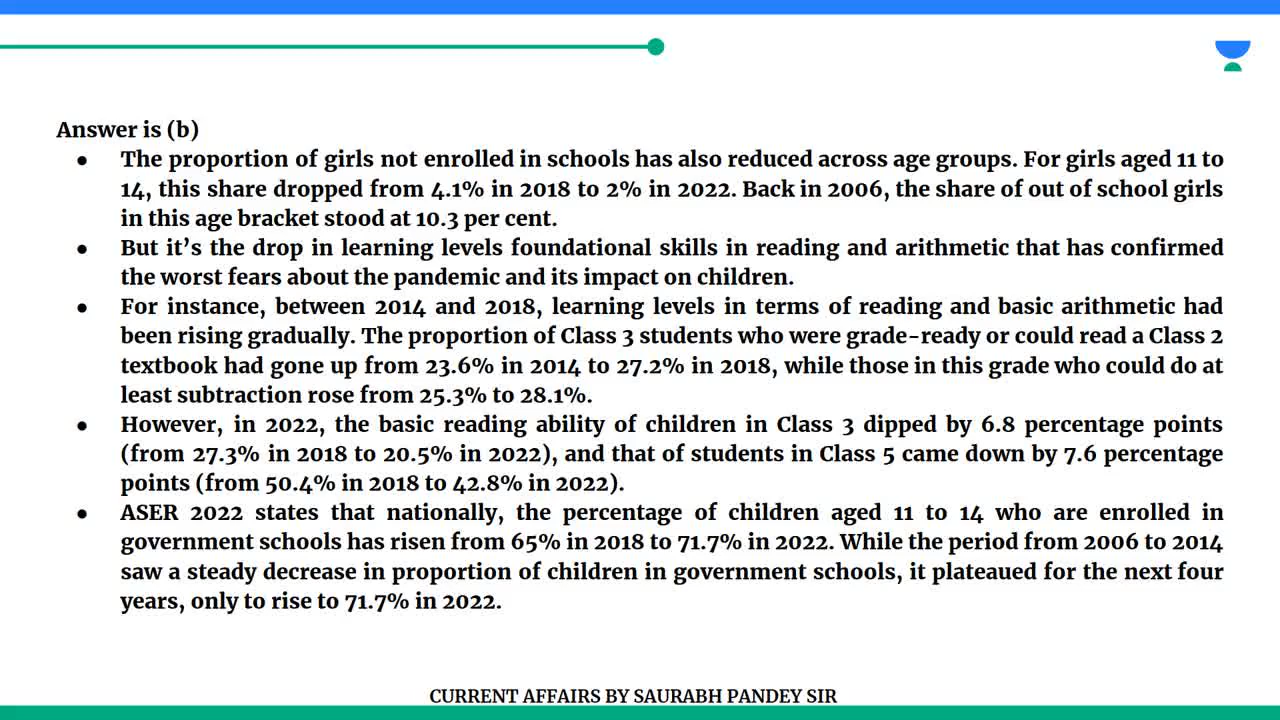 Answer is (b)
● The proportion of girls not enrolled in schools has also reduced across age groups. For girls aged 11 to
14, this share dropped from 4.1% in 2018 to 2% in 2022. Back in 2006, the share of out of school girls
in this age bracket stood at 10.3 per cent.
● But it's the drop in learning levels foundational skills in reading and arithmetic that has confirmed
the worst fears about the pandemic and its impact on children.
● For instance, between 2014 and 2018, learning levels in terms of reading and basic arithmetic had
been rising gradually. The proportion of Class 3 students who were grade-ready or could read a Class 2
textbook had gone up from 23.6% in 2014 to 27.2% in 2018, while those in this grade who could do at
least subtraction rose from 25.3% to 28.1%.
● However, in 2022, the basic reading ability of children in Class 3 dipped by 6.8 percentage points
(from 27.3% in 2018 to 20.5% in 2022), and that of students in Class 5 came down by 7.6 percentage
points (from 50.4% in 2018 to 42.8% in 2022).
● ASER 2022 states that nationally, the percentage of children aged 11 to 14 who are enrolled in
government schools has risen from 65% in 2018 to 71.7% in 2022. While the period from 2006 to 2014
saw a steady decrease in proportion of children in government schools, it plateaued for the next four
years, only to rise to 71.7% in 2022.
CURRENT AFFAIRS BY SAURABH PANDEY SIR